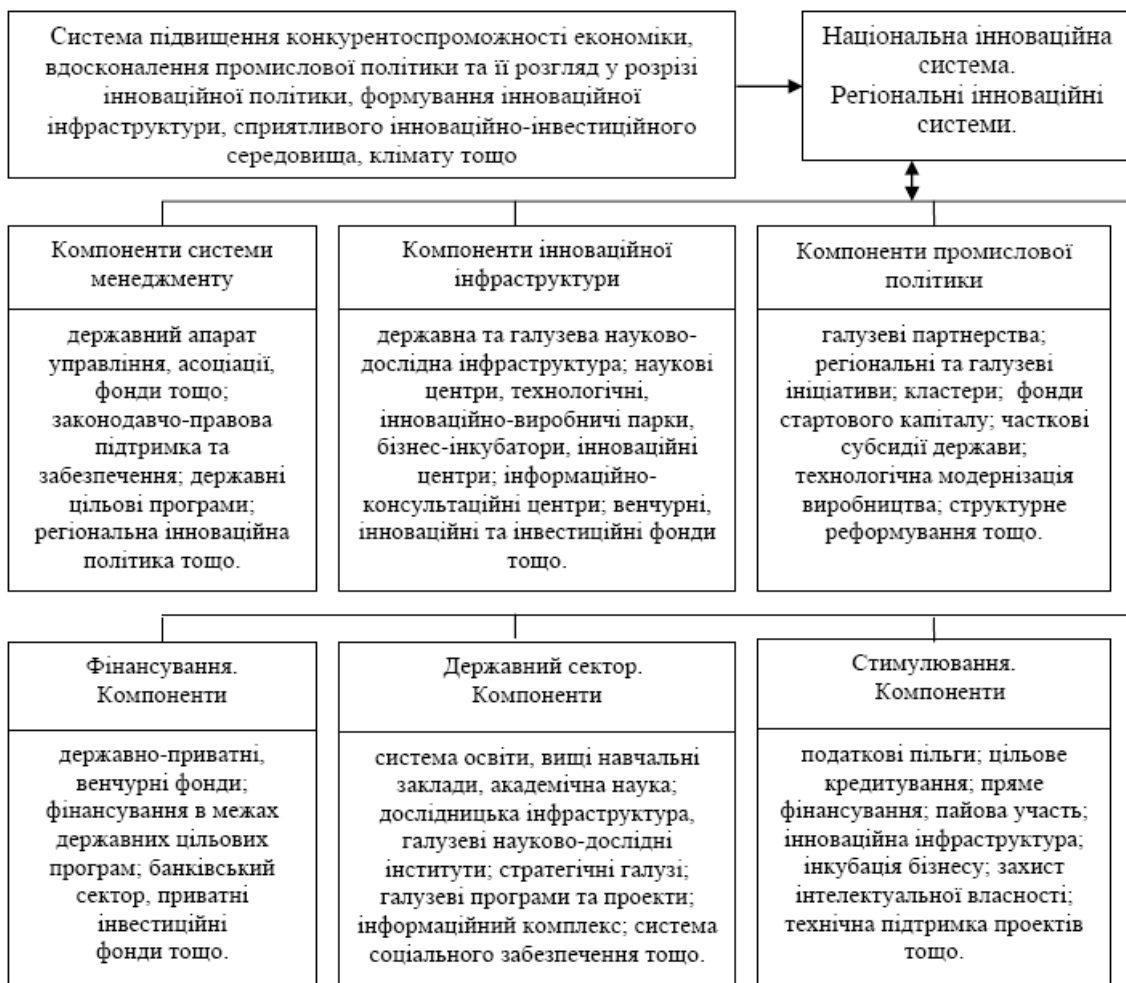 Система підвищення конкурентоспроможності економіки,
вдосконалення промислової політики та її розгляд у розрізі
інноваційної політики, формування інноваційної
інфраструктури, сприятливого інноваційно-інвестиційного
середовища, клімату тощо
Національна інноваційна
система.
Регіональні інноваційні
системи.
Компоненти системи
менеджменту
державний апарат
управління, асоціації,
фонди тощо;
законодавчо-правова
підтримка та
забезпечення; державні
цільові програми;
регіональна інноваційна
політика тощо.
Компоненти інноваційної
інфраструктури
державна та галузева науково-
дослідна інфраструктура; наукові
центри, технологічні,
інноваційно-виробничі парки,
бізнес-інкубатори, інноваційні
центри; інформаційно-
консультаційні центри; венчурні,
інноваційні та інвестиційні фонди
тощо.
Компоненти промислової
політики
галузеві партнерства;
регіональні та галузеві
ініціативи; кластери; фонди
стартового капіталу; часткові
субсидії держави;
технологічна модернізація
виробництва; структурне
реформування тощо.
Фінансування.
Компоненти
державно-приватні,
венчурні фонди;
фінансування в межах
державних цільових
програм; банківський
сектор, приватні
інвестиційні
фонди тощо.
Державний сектор.
Компоненти
система освіти, вищі навчальні
заклади, академічна наука;
дослідницька інфраструктура,
галузеві науково-дослідні
інститути; стратегічні галузі;
галузеві програми та проекти;
інформаційний комплекс; система
соціального забезпечення тощо.
Стимулювання.
Компоненти
податкові пільги; цільове
кредитування; пряме
фінансування; пайова участь;
інноваційна інфраструктура;
інкубація бізнесу; захист
інтелектуальної власності;
технічна підтримка проектів
тощо.